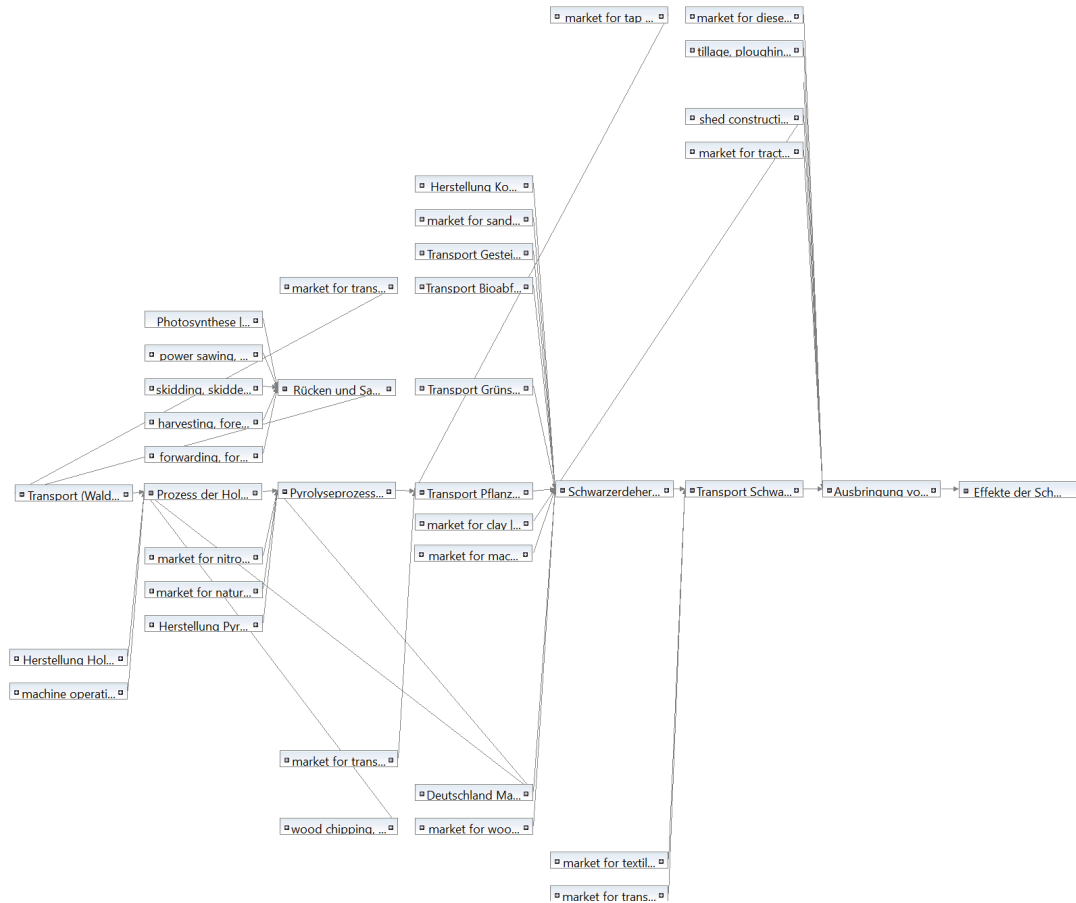 market for tap ...
market for diese...
tillage, ploughin...
shed constructi...
market for tract...
Herstellung Ko...
market for sand...
Transport Gestei...
market for trans...
Transport Bioabf...
Photosynthese |...
power sawing, ...
skidding, skidde...
Rücken und Sa...
Transport Grüns...
harvesting, fore...
forwarding, for...
Transport (Wald...
Prozess der Hol...
Pyrolyseprozess...
Transport Pflanz...
Schwarzerdeher...
Transport Schwa...
Ausbringung vo...
Effekte der Sch...
market for clay |...
market for nitro...
market for mac...
market for natur...
Herstellung Pyr...
Herstellung Hol...
machine operati...
market for trans...
Deutschland Ma...
wood chipping, ...
market for woo...
market for textil...
market for trans...